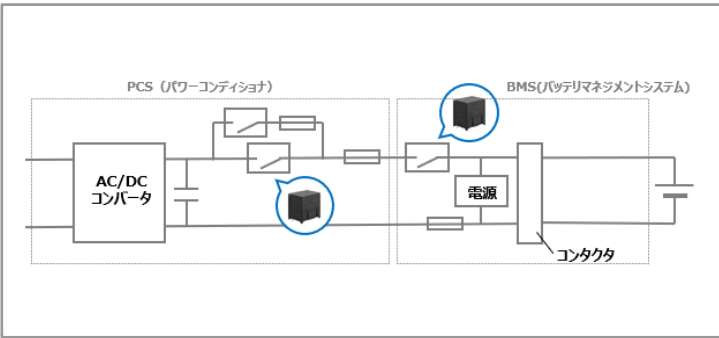 PCS（パワーコンディショナ）
BMS(バッテリマネジメントシステム)
AC/DC
コンバータ
電源
コンタクタ